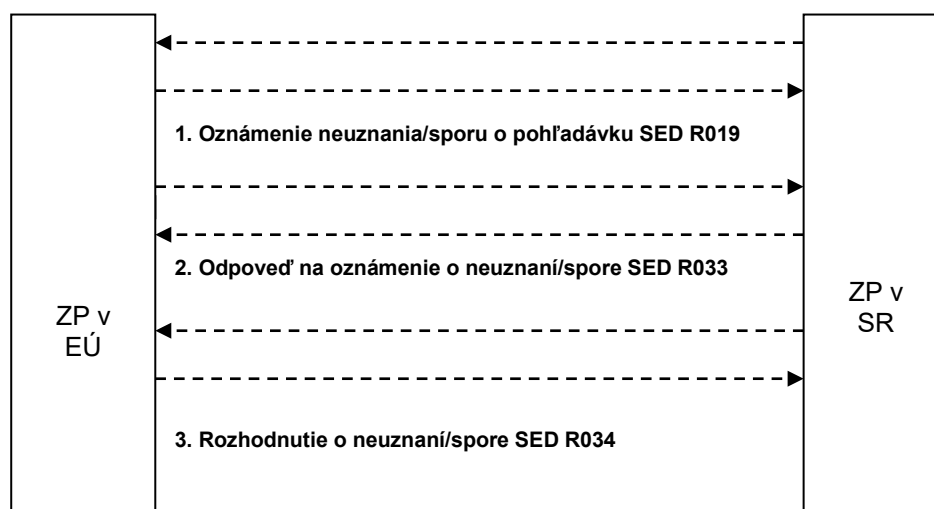 1. Oznámenie neuznania/sporu o pohľadávku SED R019
2. Odpoveď na oznámenie o neuznaní/spore SED R033
ZP v
EÚ
ZP v
SR
3. Rozhodnutie o neuznaní/spore SED R034